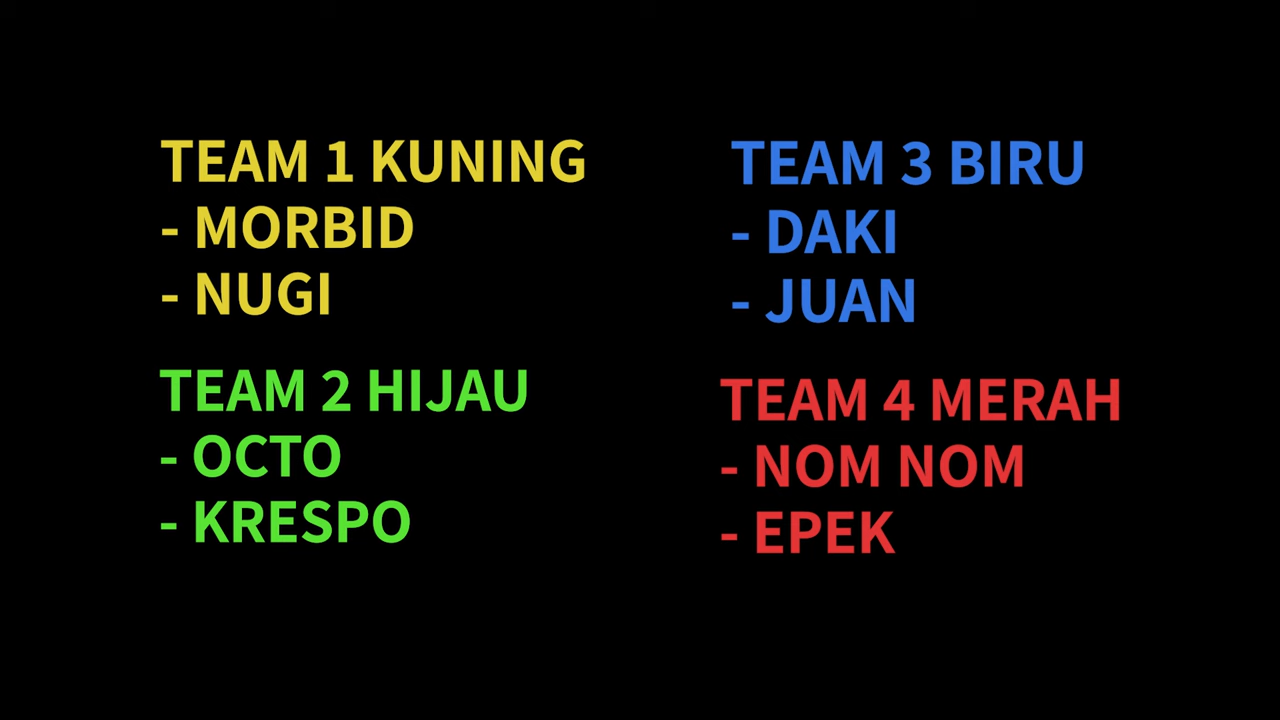 TEAM 1 KUNING
- MORBID
- NUGI
TEAM 2 HIJAU
- OCTO
- KRESPO
TEAM 3 BIRU
- DAKI
- JUAN
TEAM 4 MERAH
- NOM NOM
- EPEK